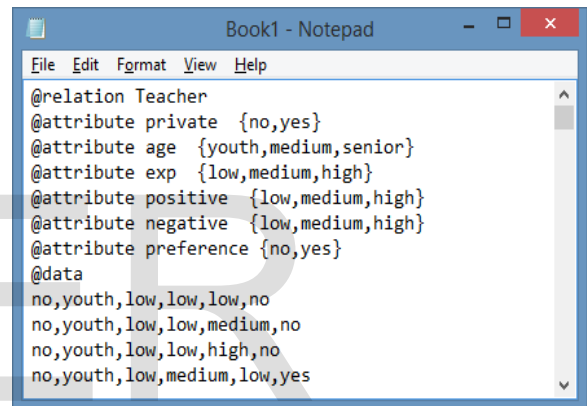 Book1 - Notepad
File Edit Format View Help
@relation Teacher
@attribute private {no,yes}
@attribute age {youth,medium,senior}
@attribute exp {low,medium,high}
@attribute positive {low,medium,high}
@attribute negative {low,medium,high}
@attribute preference {no,yes}
@data
no,youth,low,low,low,no
no,youth,low,low,medium,no
no,youth,low,low,high,no
no,youth,low,medium,low,yes
ER